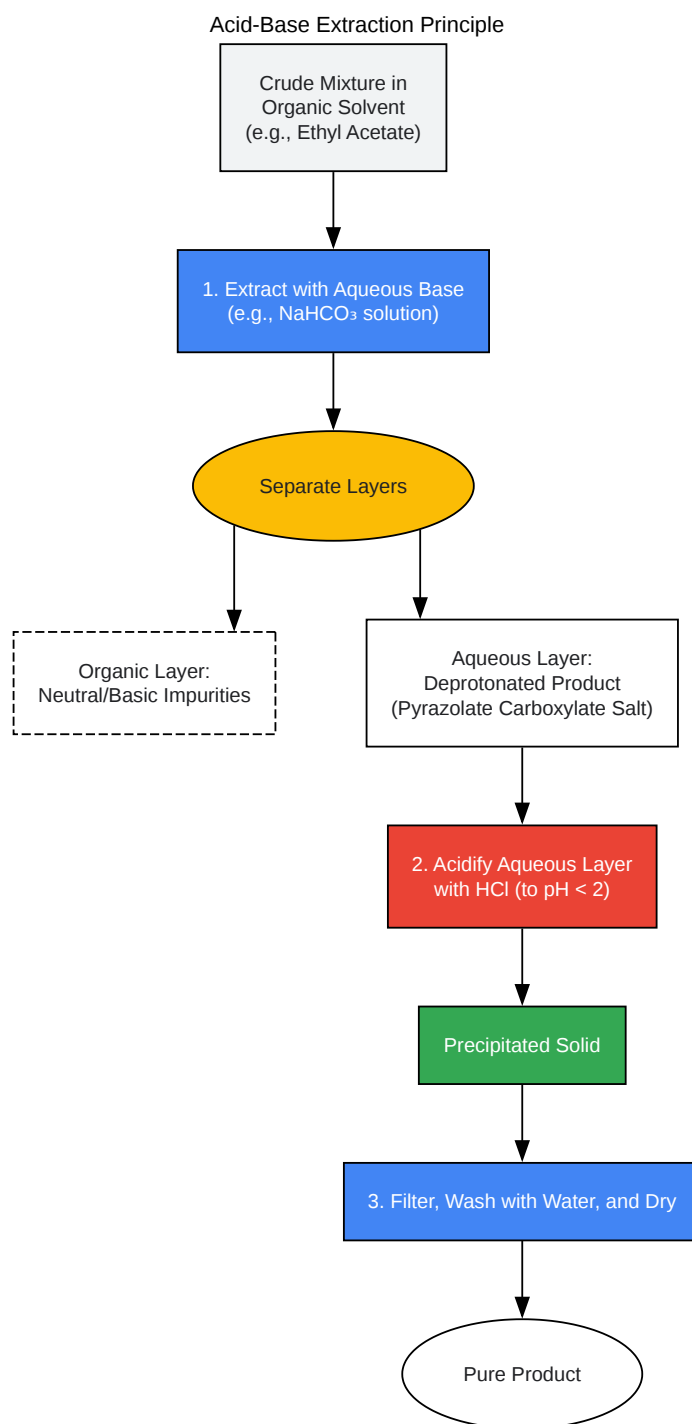 Acid-Base Extraction Principle
Crude Mixture in
Organic Solvent
(e.g., Ethyl Acetate)
1. Extract with Aqueous Base
(e.g., NaHCO₃ solution)
Separate Layers
Organic Layer:
Neutral/Basic Impurities
Aqueous Layer:
Deprotonated Product
(Pyrazolate Carboxylate Salt)
2. Acidify Aqueous Layer
with HCl (to pH < 2)
Precipitated Solid
3. Filter, Wash with Water, and Dry
Pure Product